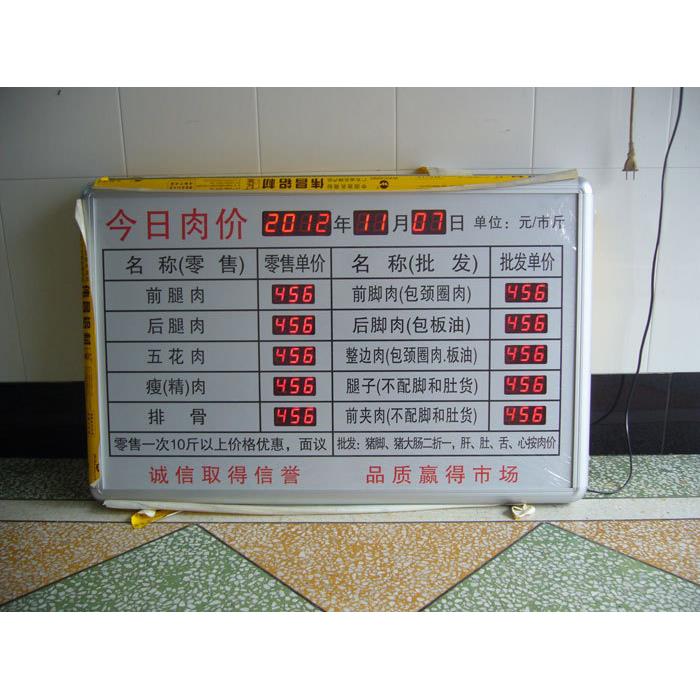 伟昌铝材
今日肉价 2012年11月07日 单位：元/市斤
名称(零售) 零售单价 名称(批发) 批发单价
前腿肉 456 前脚肉(包颈圈肉) 456
后腿肉 456 后脚肉(包板油) 456
五花肉 456 整边肉(包颈圈肉.板油) 456
瘦(精)肉 456 腿子(不配脚和肚货) 456
排骨 456 前夹肉(不配脚和肚货) 456
零售一次10斤以上价格优惠，面议 批发：猪脚、猪大肠二折一，肝、肚、舌、心按肉价
诚信取得信誉 品质赢得市场